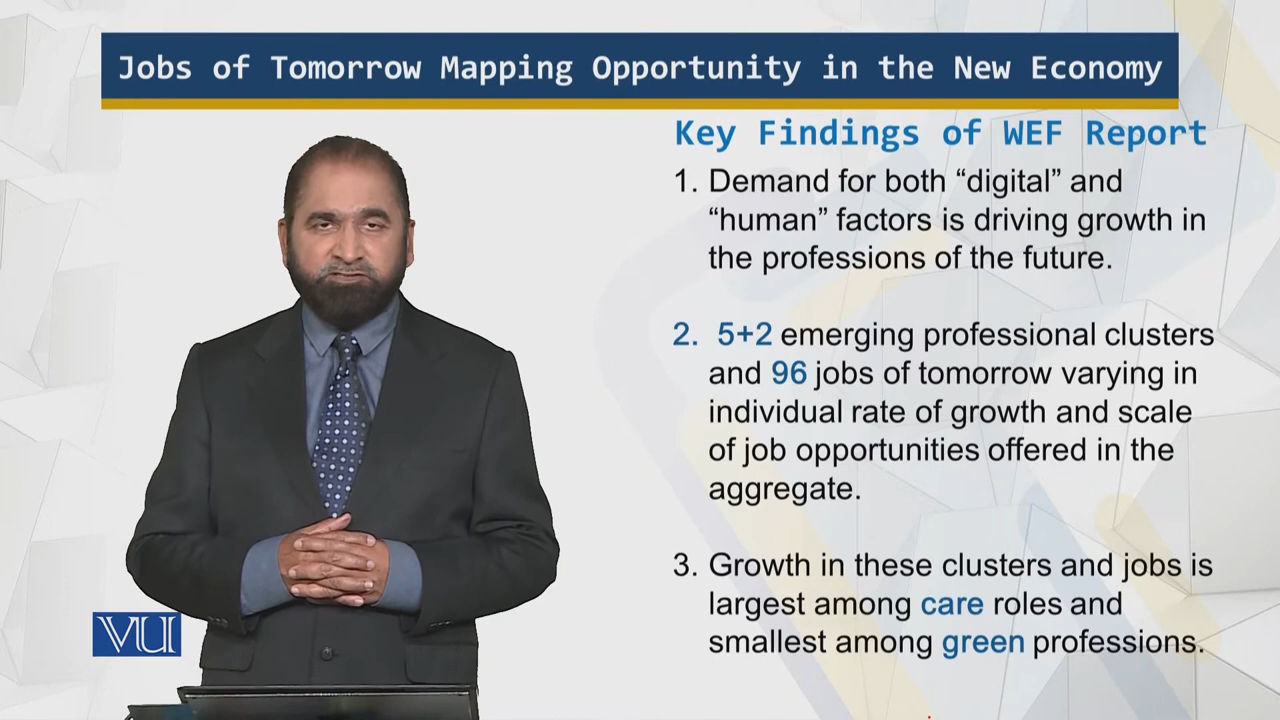 Jobs of Tomorrow Mapping Opportunity in the New Economy
Key Findings of WEF Report
1. Demand for both “digital” and
“human” factors is driving growth in
the professions of the future.
2. 5+2 emerging professional clusters
and 96 jobs of tomorrow varying in
individual rate of growth and scale
of job opportunities offered in the
aggregate.
3. Growth in these clusters and jobs is
largest among care roles and
smallest among green professions.
VU